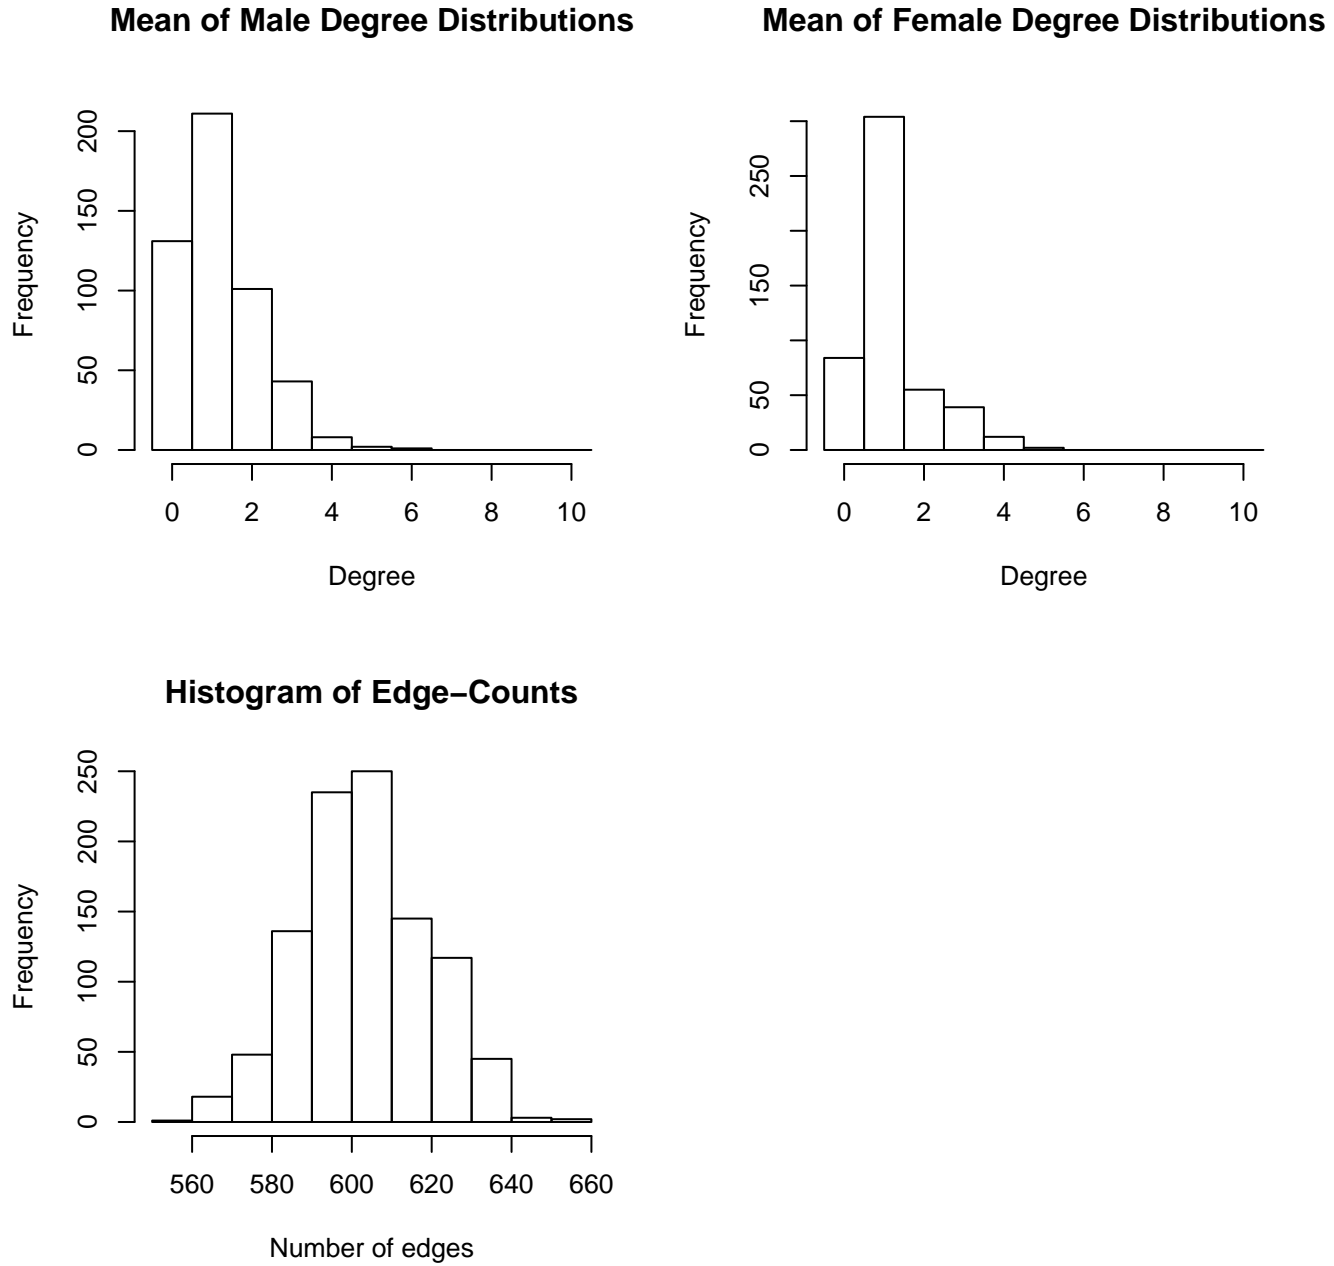 Mean of Male Degree Distributions
Frequency
200
150
100
50
0
0 2 4 6 8 10
Degree
Mean of Female Degree Distributions
Frequency
250
150
50
0
0 2 4 6 8 10
Degree
Histogram of Edge−Counts
Frequency
250
200
150
100
50
0
560 580 600 620 640 660
Number of edges